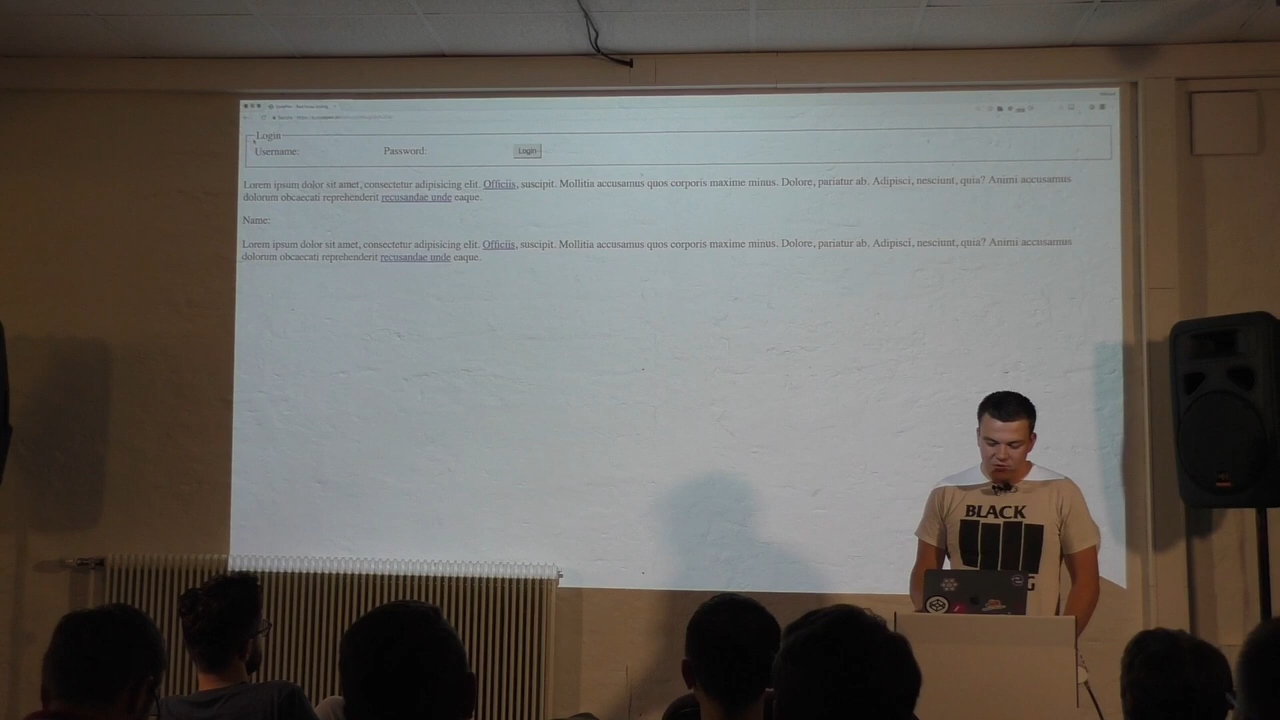 Login
Username: Password: Login
Lorem ipsum dolor sit amet, consectetur adipisicing elit. Officiis, suscipit. Mollitia accusamus quos corporis maxime minus. Dolore, pariatur ab. Adipisci, nesciunt, quia? Animi accusamus
dolorum obcaecati reprehenderit recusandae unde eaque.
Name:
Lorem ipsum dolor sit amet, consectetur adipisicing elit. Officiis, suscipit. Mollitia accusamus quos corporis maxime minus. Dolore, pariatur ab. Adipisci, nesciunt, quia? Animi accusamus
dolorum obcaecati reprehenderit recusandae unde eaque.
BLACK
G